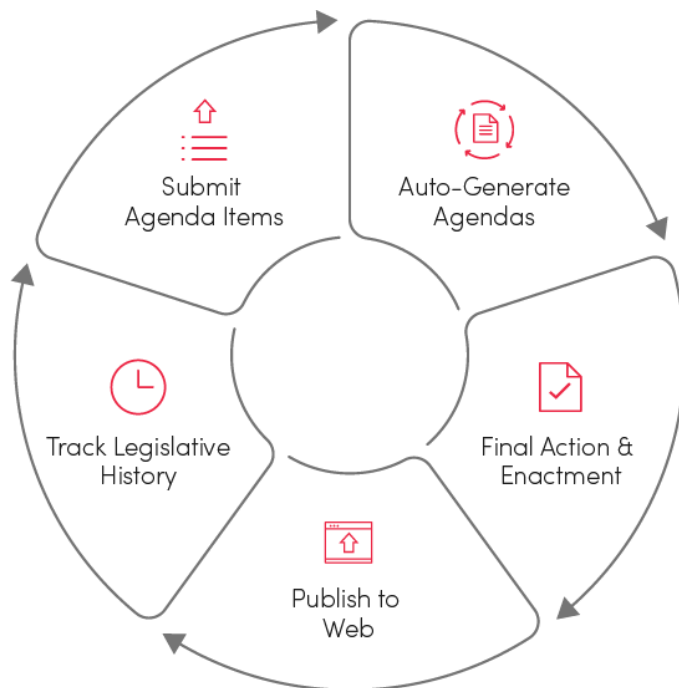 Submit
Agenda Items
Auto-Generate
Agendas
Final Action &
Enactment
Publish to
Web
Track Legislative
History